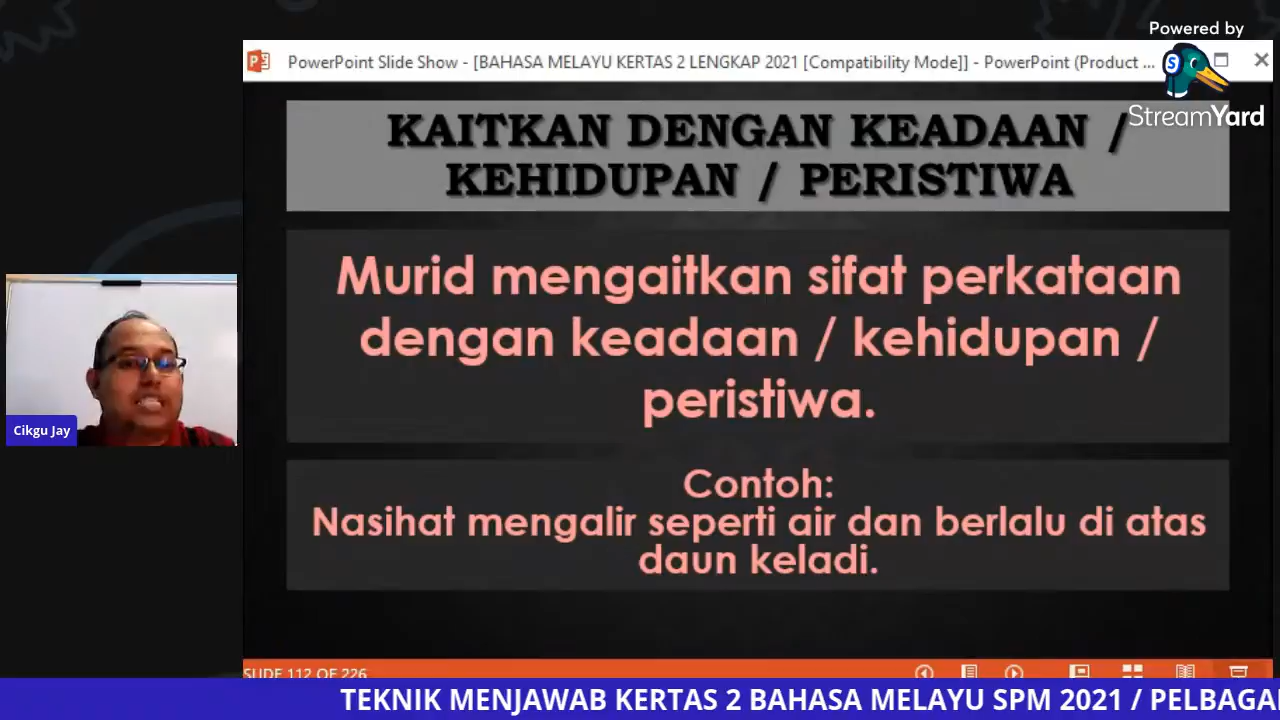 Powered by
StreamYard
PowerPoint Slide Show - [BAHASA MELAYU KERTAS 2 LENGKAP 2021 [Compatibility Mode]] - PowerPoint (Product ...
KAITKAN DENGAN KEADAAN /
KEHIDUPAN / PERISTIWA
Murid mengaitkan sifat perkataan
dengan keadaan / kehidupan /
peristiwa.
Contoh:
Nasihat mengalir seperti air dan berlalu di atas
daun keladi.
Cikgu Jay
SLIDE 112 OF 226
TEKNIK MENJAWAB KERTAS 2 BAHASA MELAYU SPM 2021 / PELBAGAI